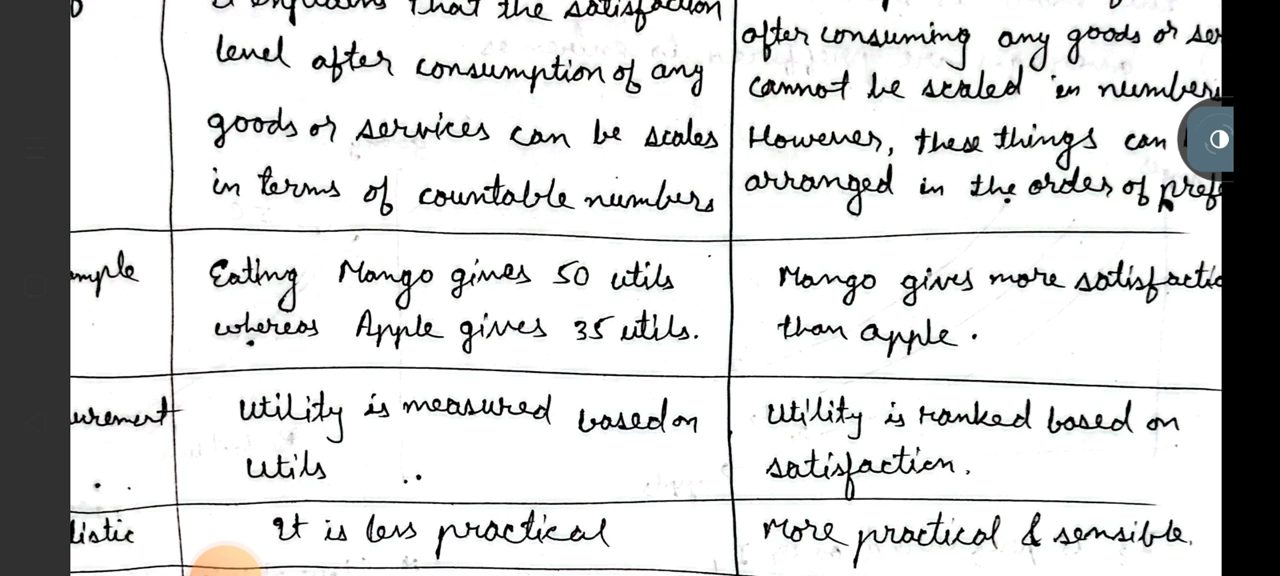 that the satisfaction
level after consumption of any
goods or services can be scales
in terms of countable numbers
after consuming any goods or
cannot be scaled in numbers
However, these things can
arranged in the order of
Eating Mango gives 50 utils
whereas Apple gives 35 utils.
Mango gives more
than apple.
Utility is measured based on
Utils
Utility is ranked based on
satisfaction.
It is less practical
More practical & sensible.